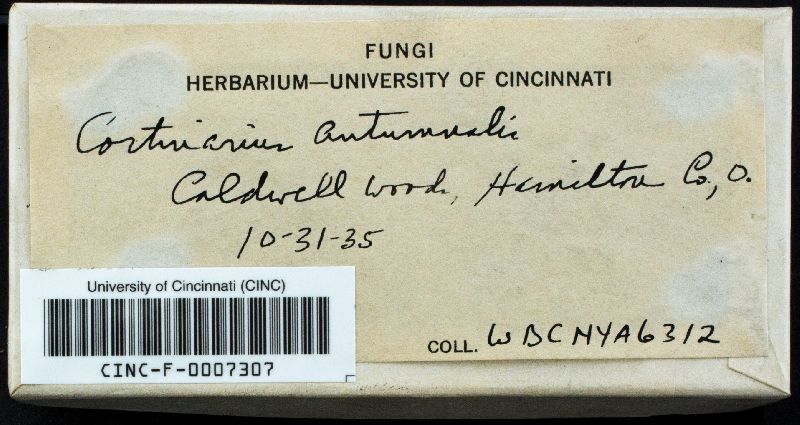 FUNGI
HERBARIUM—UNIVERSITY OF CINCINNATI
Cortinarius autumnalis
Caldwell Woods, Hamilton Co., O.
10-31-35
University of Cincinnati (CINC)
CINC-F-0007307
COLL. WBCNYA6312